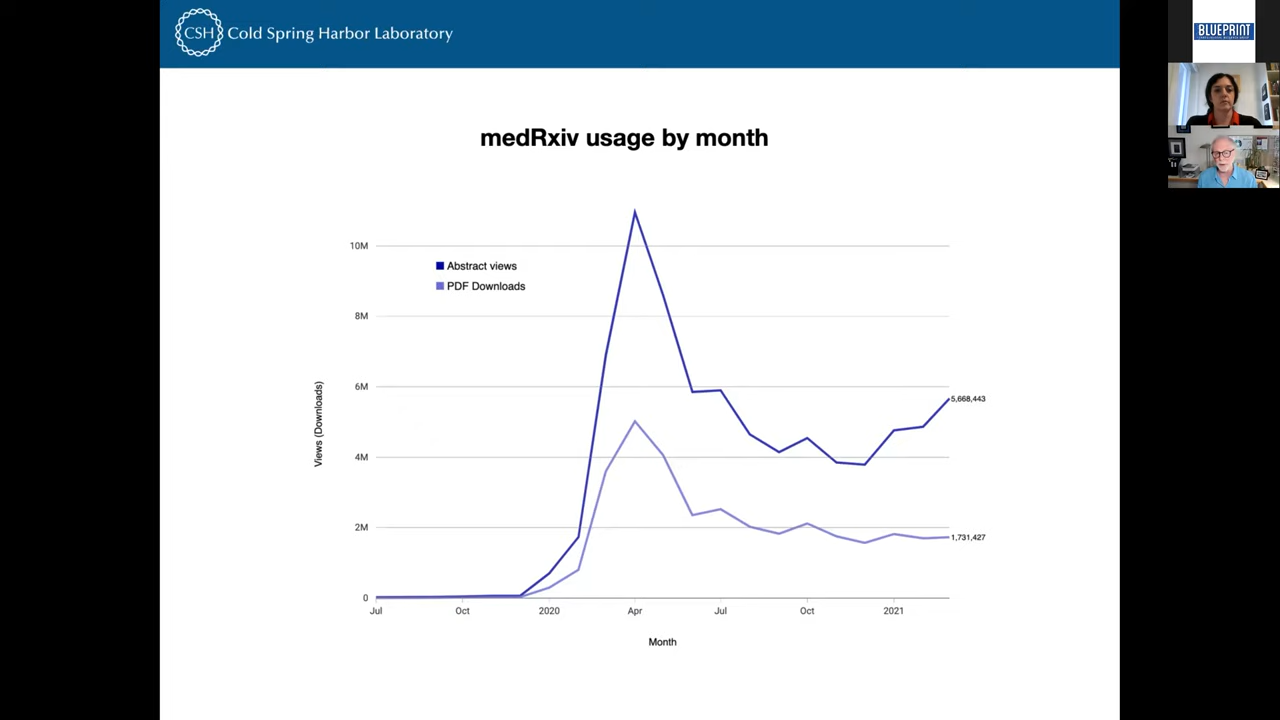 CSH Cold Spring Harbor Laboratory
BLUEPRINT
medRxiv usage by month
10M
Abstract views
PDF Downloads
8M
6M
5,668,443
Views (Downloads)
4M
2M
1,731,427
0
Jul Oct 2020 Apr Jul Oct 2021
Month